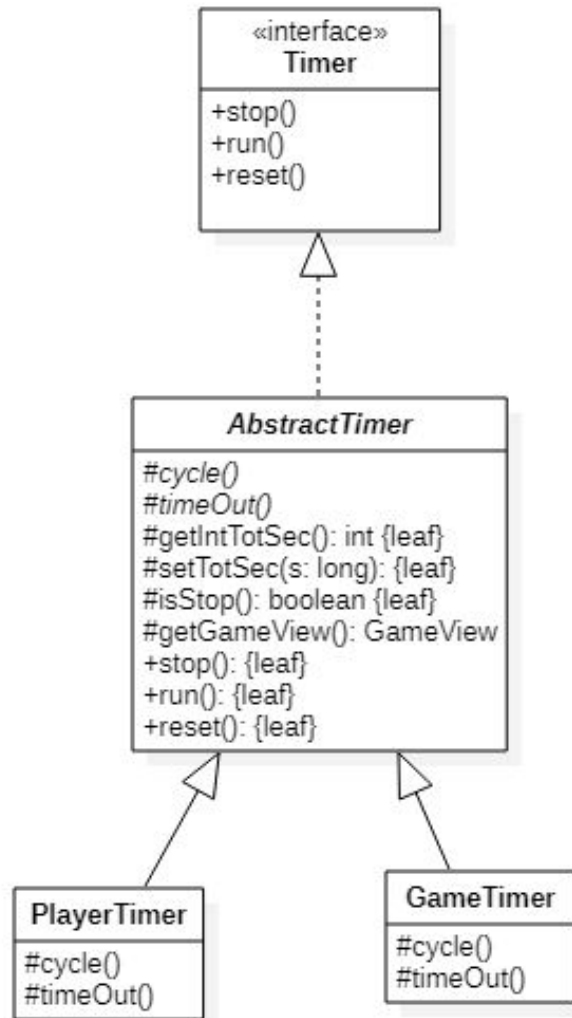 «interface»
Timer
+stop()
+run()
+reset()
AbstractTimer
#cycle()
#timeOut()
#getIntTotSec(): int {leaf}
#setTotSec(s: long): {leaf}
#isStop(): boolean {leaf}
#getGameView(): GameView
+stop(): {leaf}
+run(): {leaf}
+reset(): {leaf}
PlayerTimer
#cycle()
#timeOut()
GameTimer
#cycle()
#timeOut()